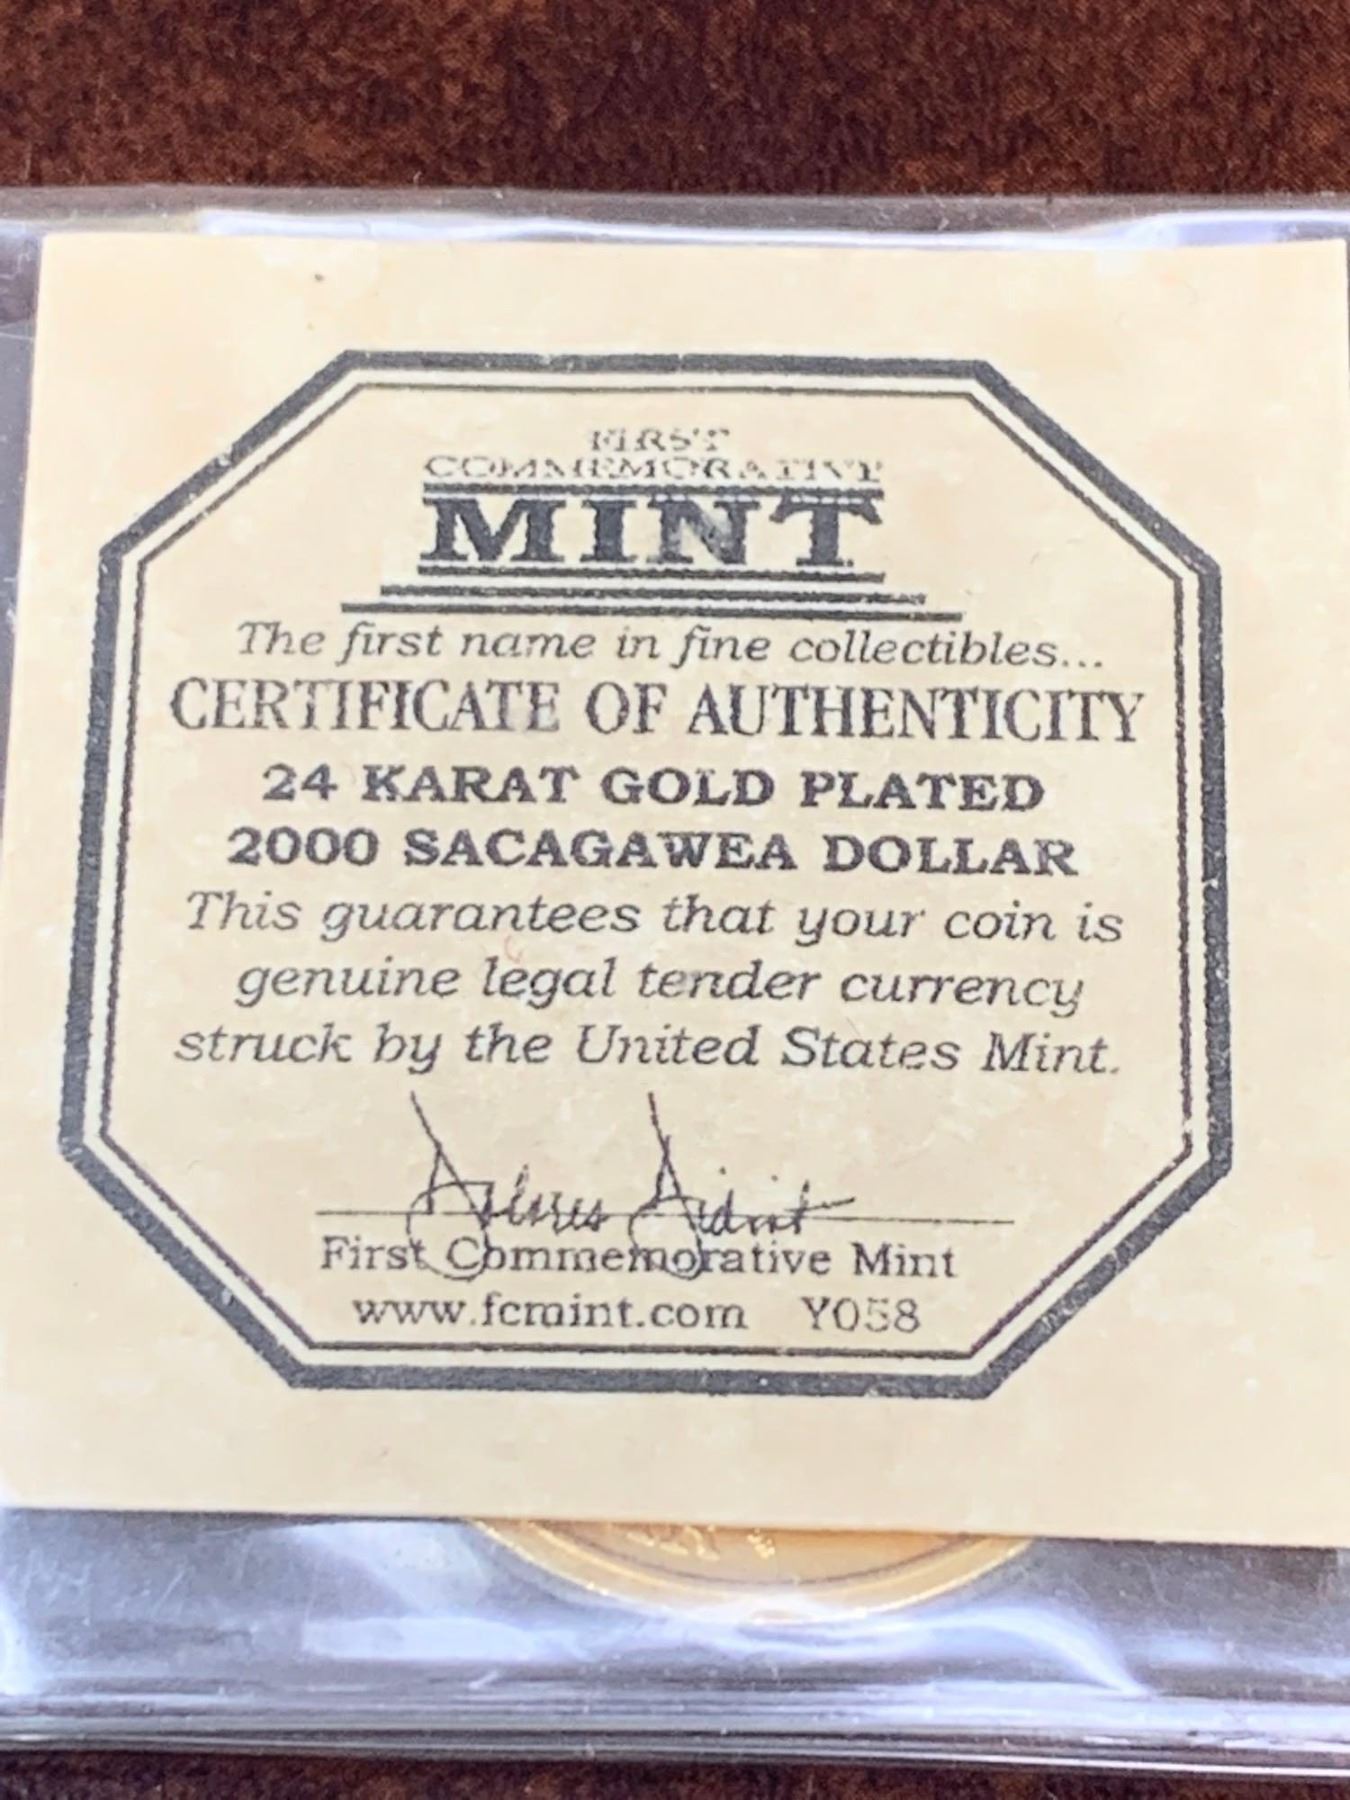 FIRST
COMMEMORATIVE
MINT
The first name in fine collectibles...
CERTIFICATE OF AUTHENTICITY
24 KARAT GOLD PLATED
2000 SACAGAWEA DOLLAR
This guarantees that your coin is
genuine legal tender currency
struck by the United States Mint.
First Commemorative Mint
www.fcmint.com Y058